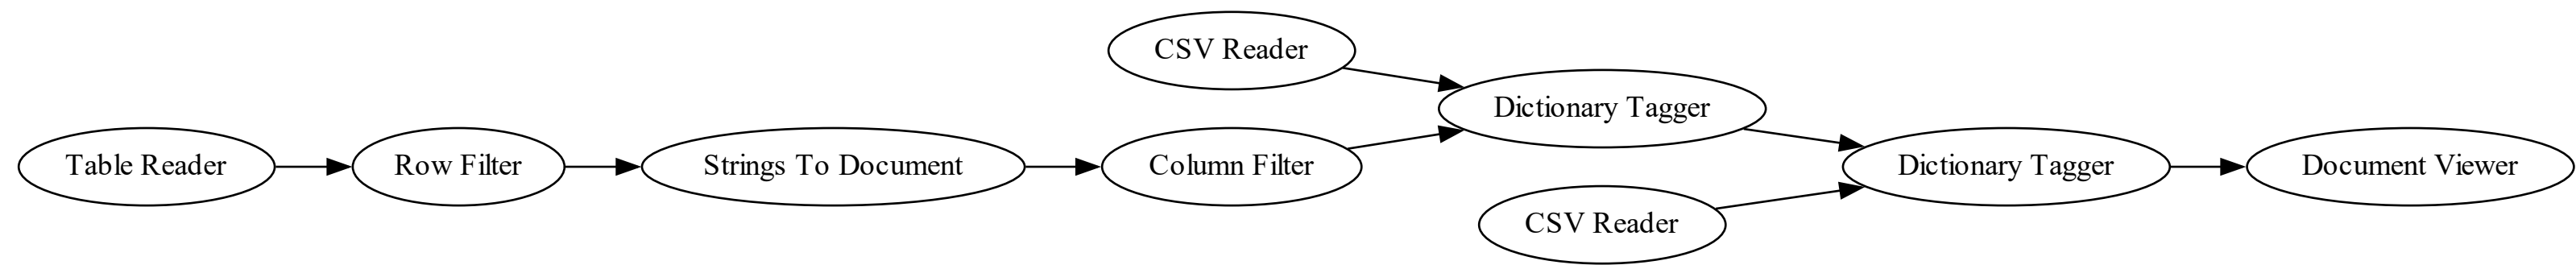 Table Reader
Row Filter
Strings To Document
Column Filter
CSV Reader
Dictionary Tagger
CSV Reader
Dictionary Tagger
Document Viewer